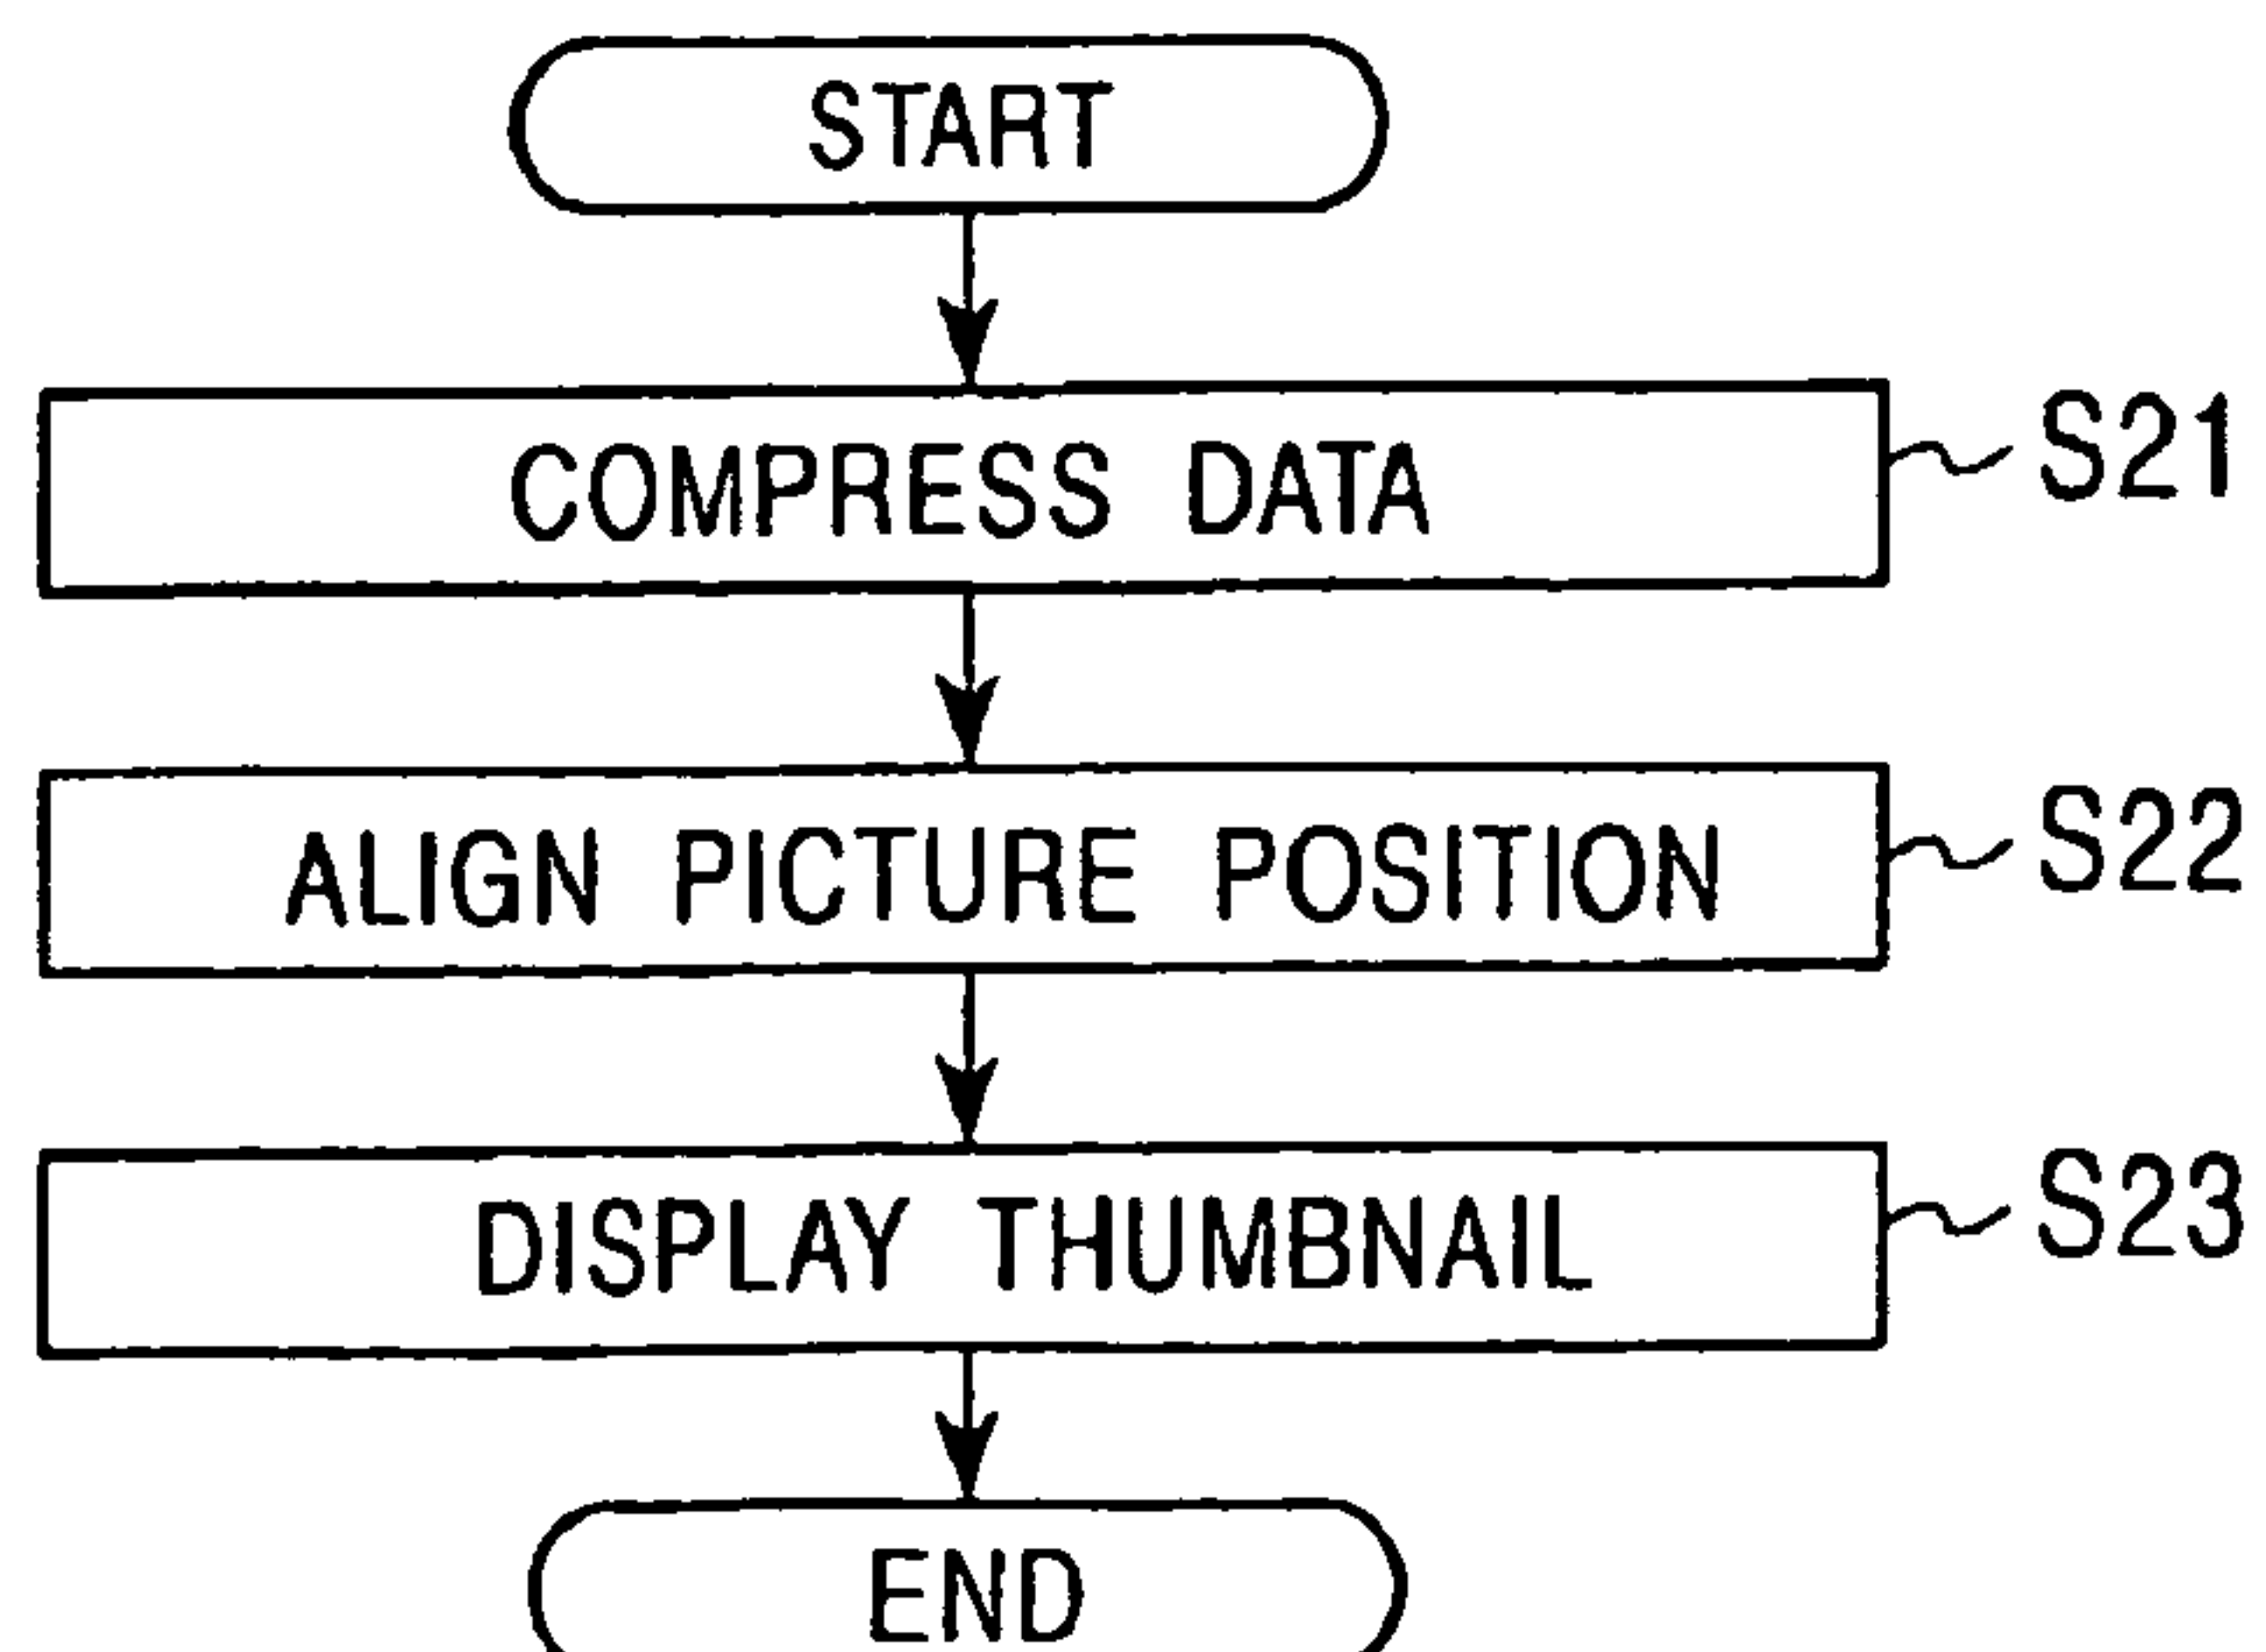 START
COMPRESS DATA
S21
ALIGN PICTURE POSITION
S22
DISPLAY THUMBNAIL
S23
END